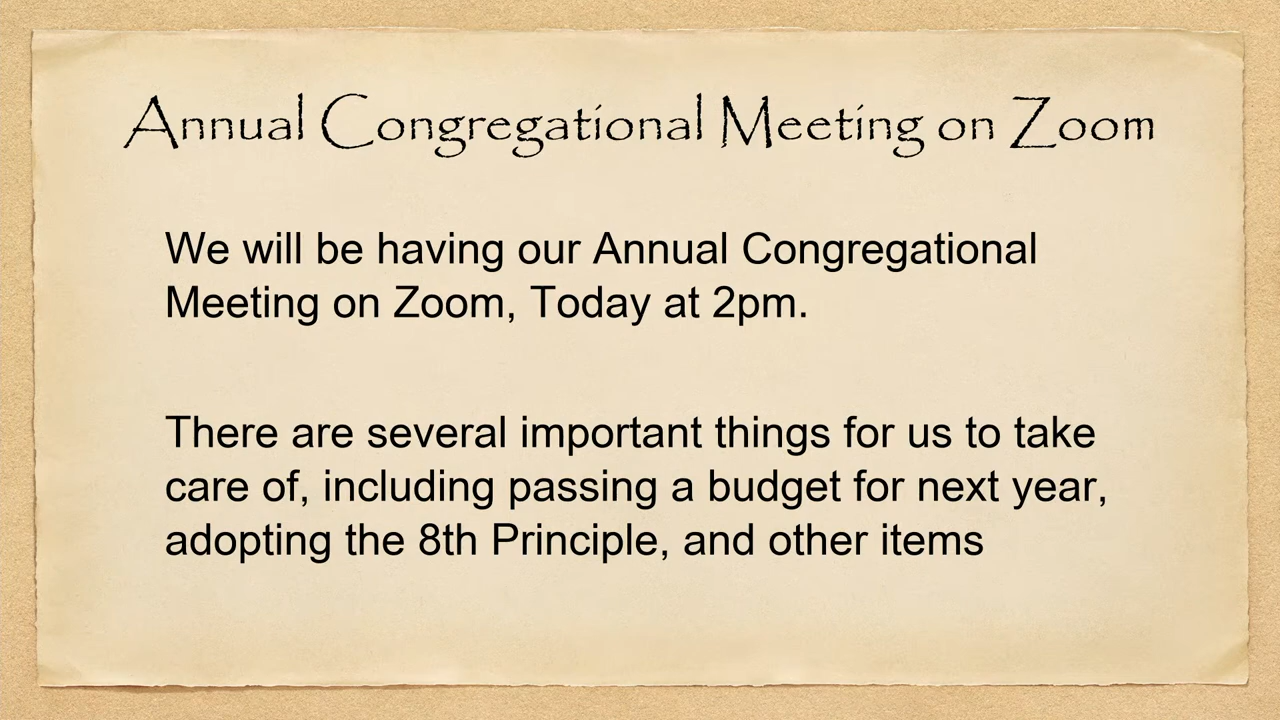 Annual Congregational Meeting on Zoom
We will be having our Annual Congregational
Meeting on Zoom, Today at 2pm.
There are several important things for us to take
care of, including passing a budget for next year,
adopting the 8th Principle, and other items